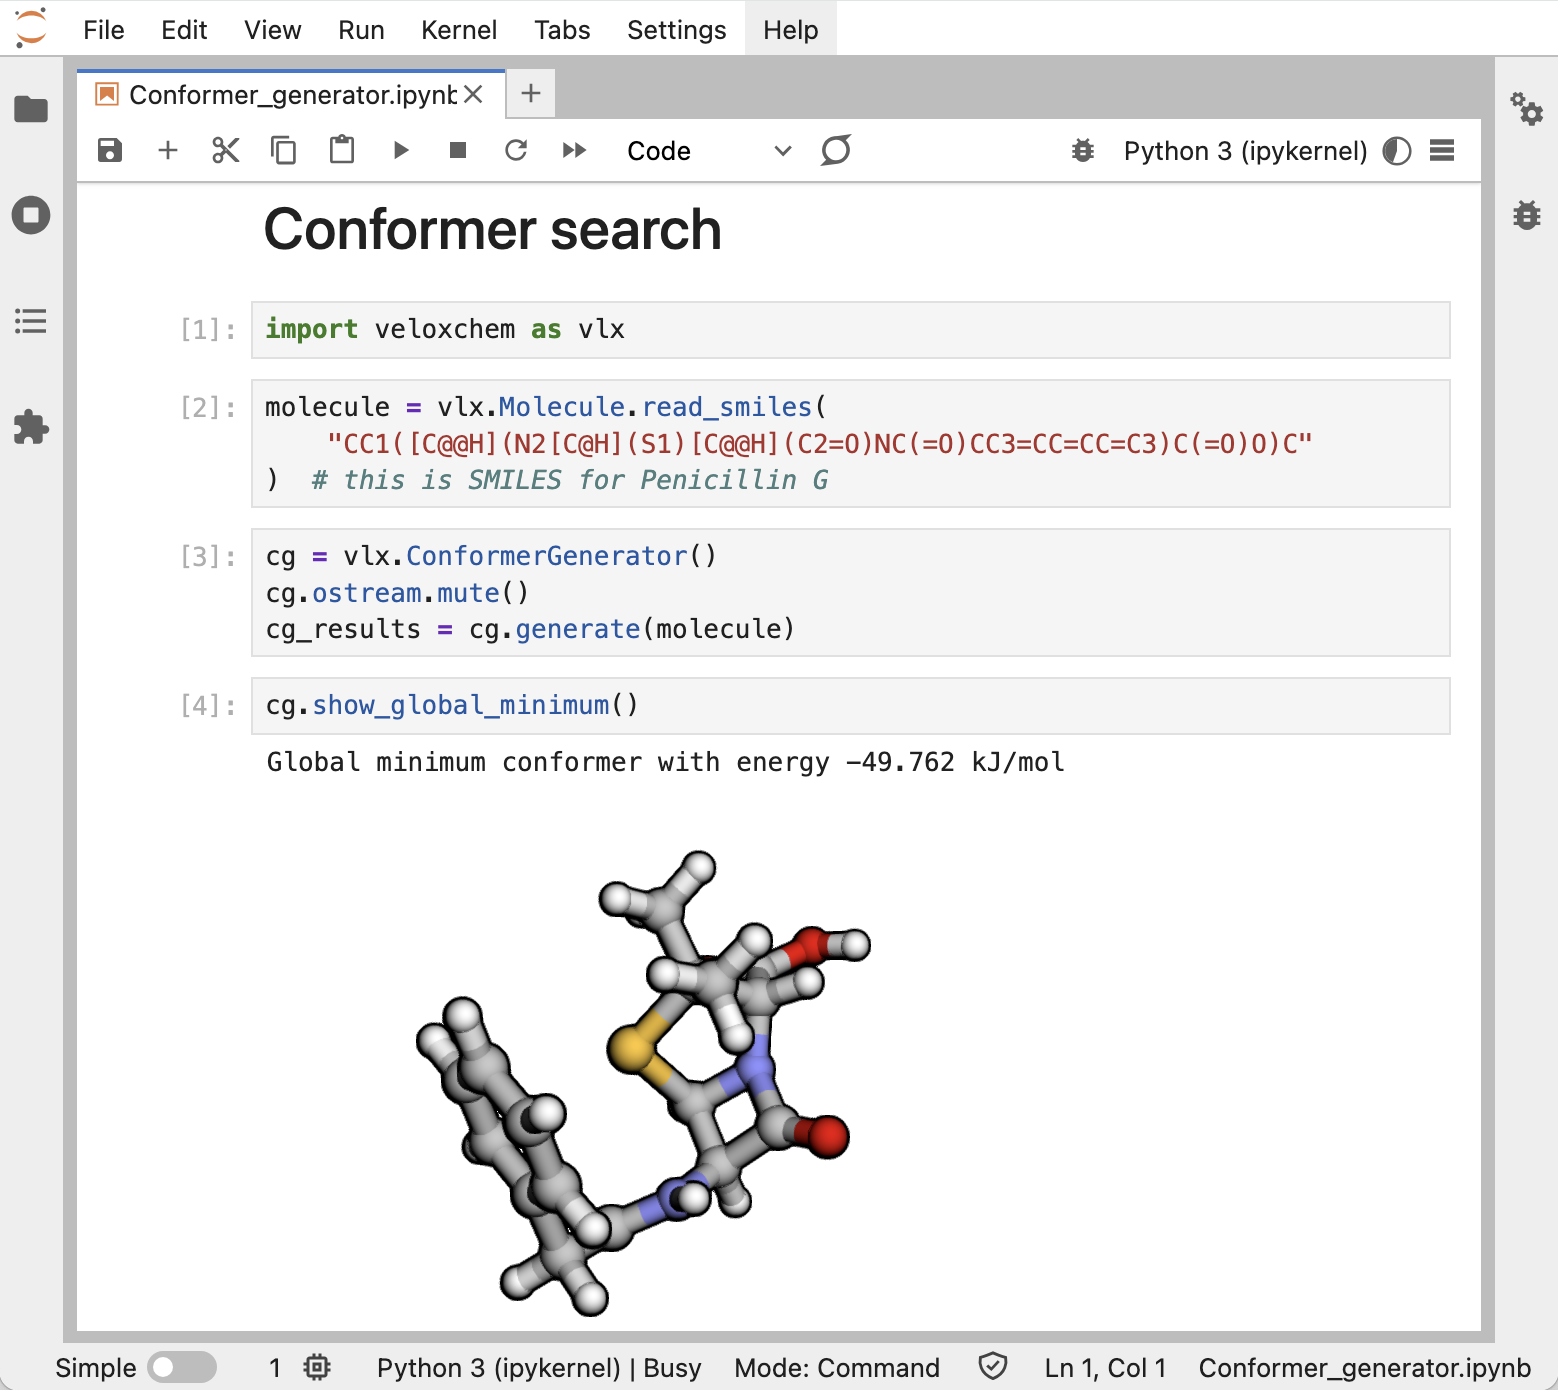 File Edit View Run Kernel Tabs Settings Help
Conformer_generator.ipynb
Code Python 3 (ipykernel)
Conformer search
[1]: import veloxchem as vlx
[2]: molecule = vlx.Molecule.read_smiles(
"CC1([C@@H](N2[C@H](S1)[C@@H](C2=O)NC(=O)CC3=CC=CC=C3)C(=O)O)C"
) # this is SMILES for Penicillin G
[3]: cg = vlx.ConformerGenerator()
cg.ostream.mute()
cg_results = cg.generate(molecule)
[4]: cg.show_global_minimum()
Global minimum conformer with energy −49.762 kJ/mol
Simple 1 Python 3 (ipykernel) | Busy Mode: Command Ln 1, Col 1 Conformer_generator.ipynb